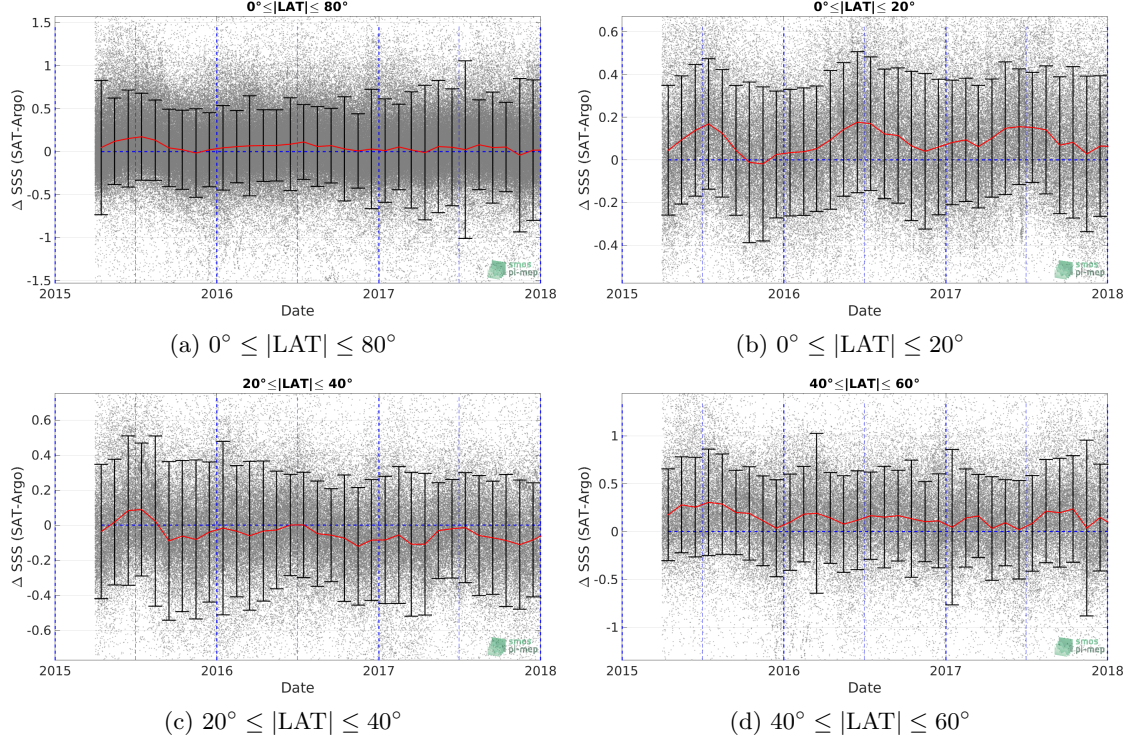 0°≤|LAT|≤ 80°
1.5
1
0.5
0
-0.5
-1
-1.5
Δ SSS (SAT-Argo)
2015 2016 2017 2018
Date
smos
pi-mep
(a) 0° ≤ |LAT| ≤ 80°
0°≤|LAT|≤ 20°
0.6
0.4
0.2
0
-0.2
-0.4
Δ SSS (SAT-Argo)
2015 2016 2017 2018
Date
smos
pi-mep
(b) 0° ≤ |LAT| ≤ 20°
20°≤|LAT|≤ 40°
0.6
0.4
0.2
0
-0.2
-0.4
-0.6
Δ SSS (SAT-Argo)
2015 2016 2017 2018
Date
smos
pi-mep
(c) 20° ≤ |LAT| ≤ 40°
40°≤|LAT|≤ 60°
1
0.5
0
-0.5
-1
Δ SSS (SAT-Argo)
2015 2016 2017 2018
Date
smos
pi-mep
(d) 40° ≤ |LAT| ≤ 60°